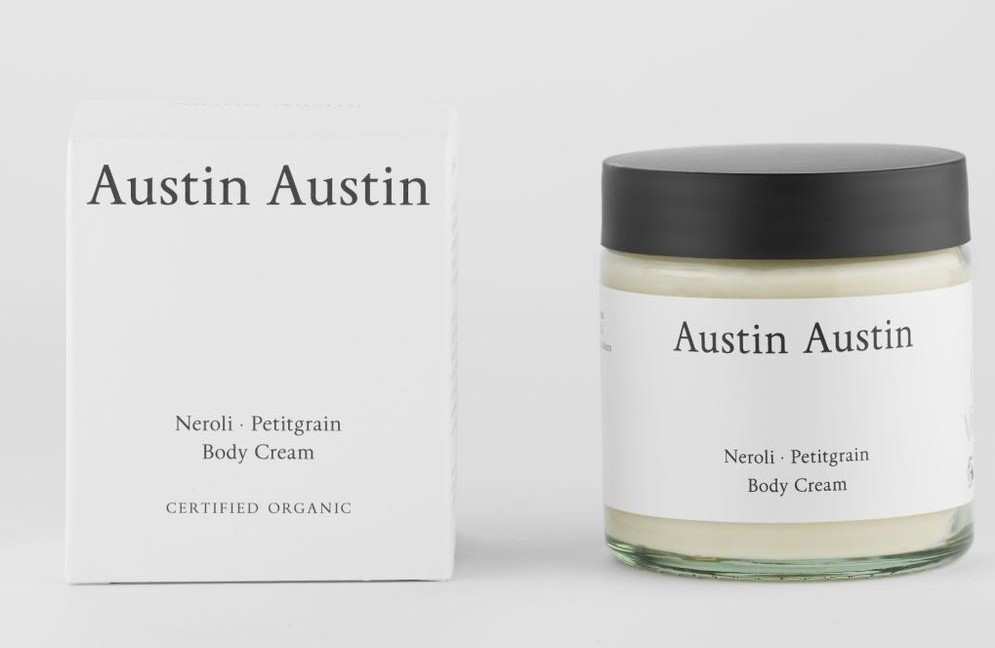 Austin Austin
Neroli · Petitgrain
Body Cream
CERTIFIED ORGANIC
Austin Austin
Neroli · Petitgrain
Body Cream